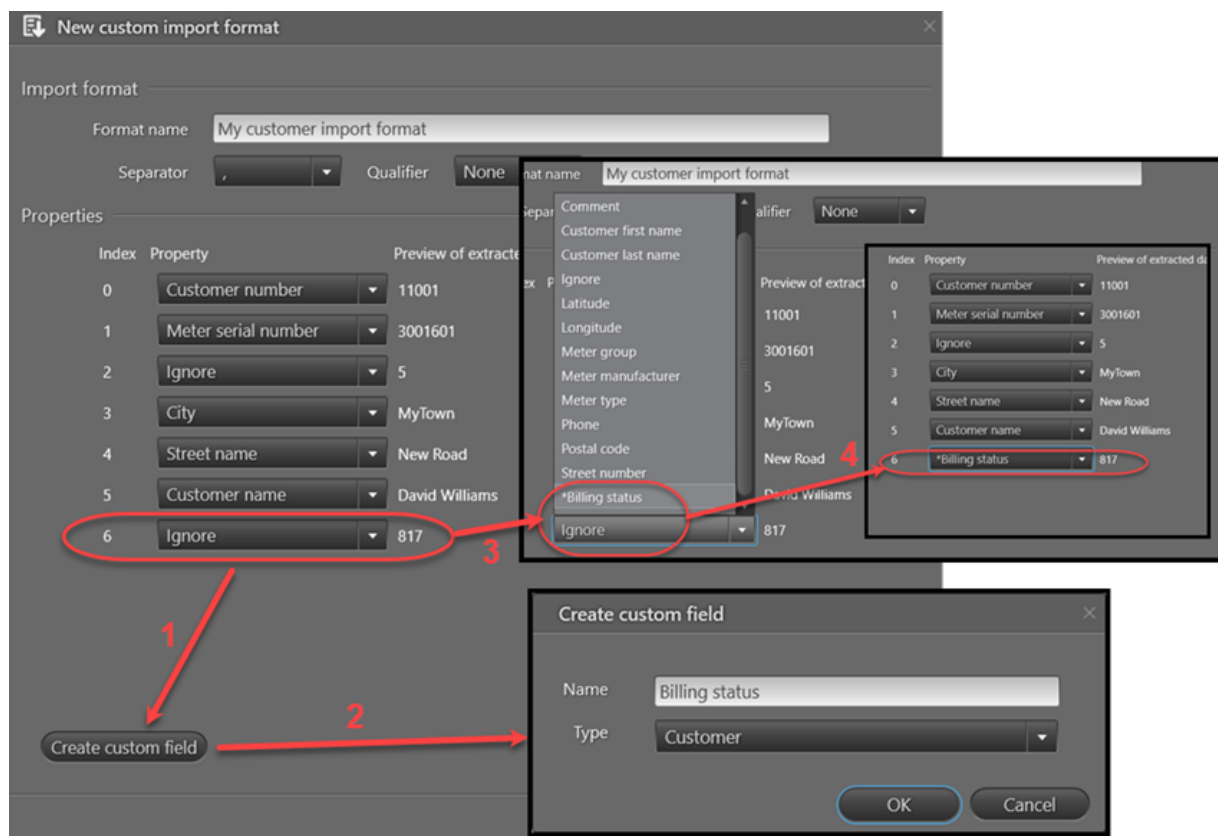 New custom import format
Import format
Format name My customer import format
Separator , Qualifier None
Properties
Index Property Preview of extracte
0 Customer number 11001
1 Meter serial number 3001601
2 Ignore 5
3 City MyTown
4 Street name New Road
5 Customer name David Williams
6 Ignore 817
1
Create custom field
2
3
mat name My customer import format
Separ alifier None
Comment
Customer first name
Customer last name
Ignore
Latitude
Longitude
Meter group
Meter manufacturer
Meter type
Phone
Postal code
Street number
*Billing status
Ignore 817
ex P Preview of extract
11001
3001601
5
MyTown
New Road
David Williams
4
Index Property Preview of extracted da
0 Customer number 11001
1 Meter serial number 3001601
2 Ignore 5
3 City MyTown
4 Street name New Road
5 Customer name David Williams
6 *Billing status 817
Create custom field
Name Billing status
Type Customer
OK Cancel